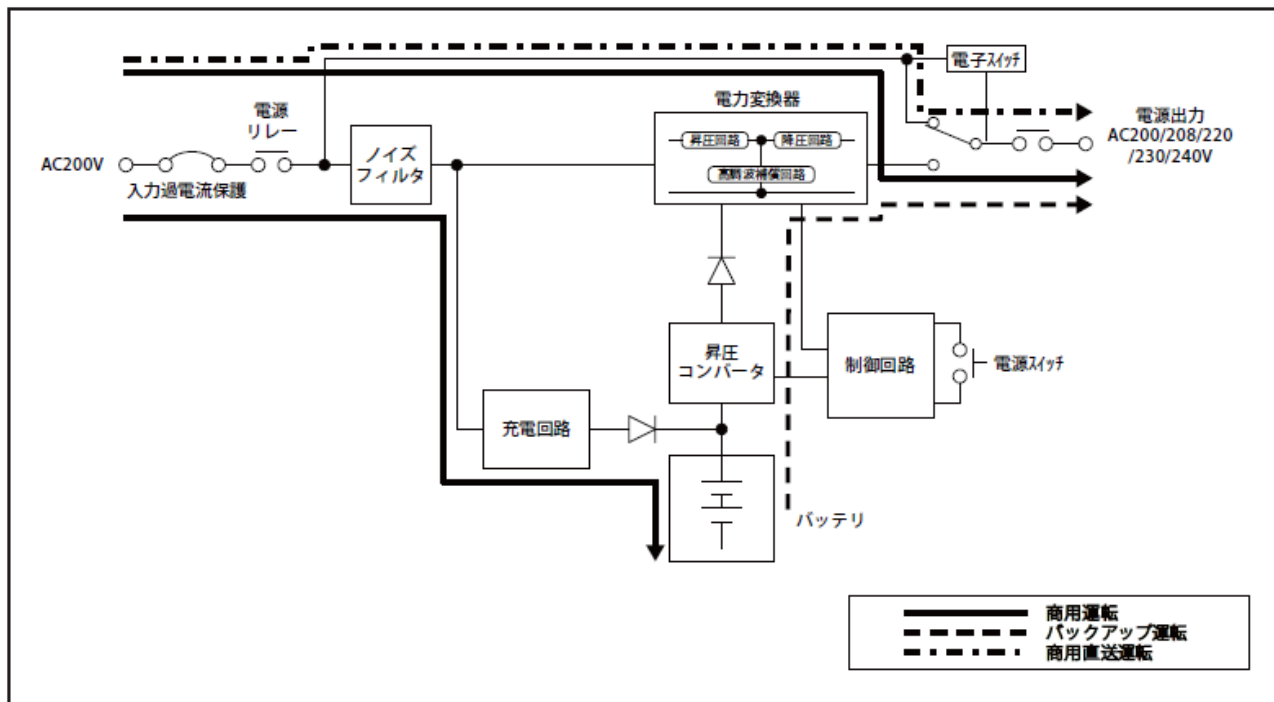 電子ｽｲｯﾁ
電力変換器
電源
リレー
電源出力
AC200/208/220
/230/240V
昇圧回路
降圧回路
高調波補償回路
ノイズ
フィルタ
AC200V
入力過電流保護
昇圧
コンバータ
制御回路
電源ｽｲｯﾁ
充電回路
バッテリ
商用運転
バックアップ運転
商用直送運転